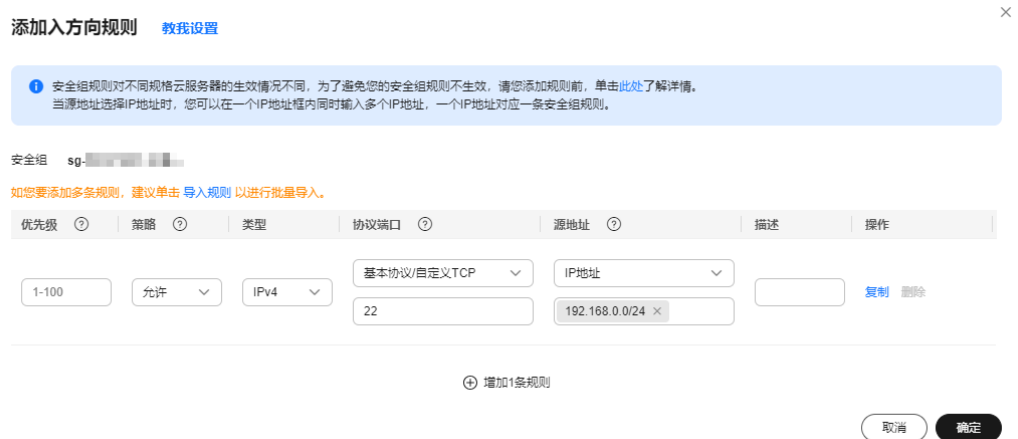 添加入方向规则 教我设置
安全组规则对不同规格云服务器的生效情况不同，为了避免您的安全组规则不生效，请您添加规则前，单击此处了解详情。
当源地址选择IP地址时，您可以在一个IP地址框内同时输入多个IP地址，一个IP地址对应一条安全组规则。
安全组 sg-
如您要添加多条规则，建议单击 导入规则 以进行批量导入。
优先级 策略 类型 协议端口 源地址 描述 操作
基本协议/自定义TCP IP地址
1-100 允许 IPv4 复制 删除
22 192.168.0.0/24
增加1条规则
取消 确定